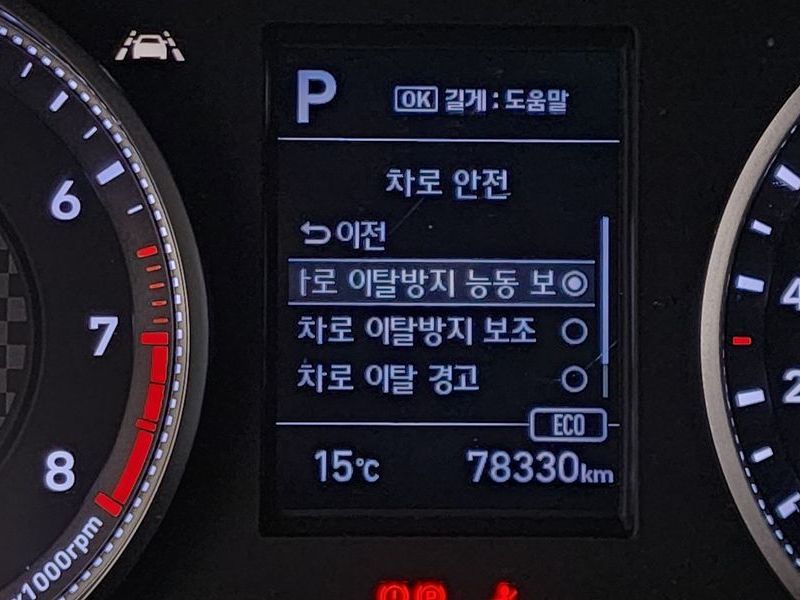 P
OK 길게 : 도움말
차로 안전
이전
로 이탈방지 능동 보
차로 이탈방지 보조
차로 이탈 경고
ECO
15℃ 78330km
6
7
8
x1000rpm
4
2